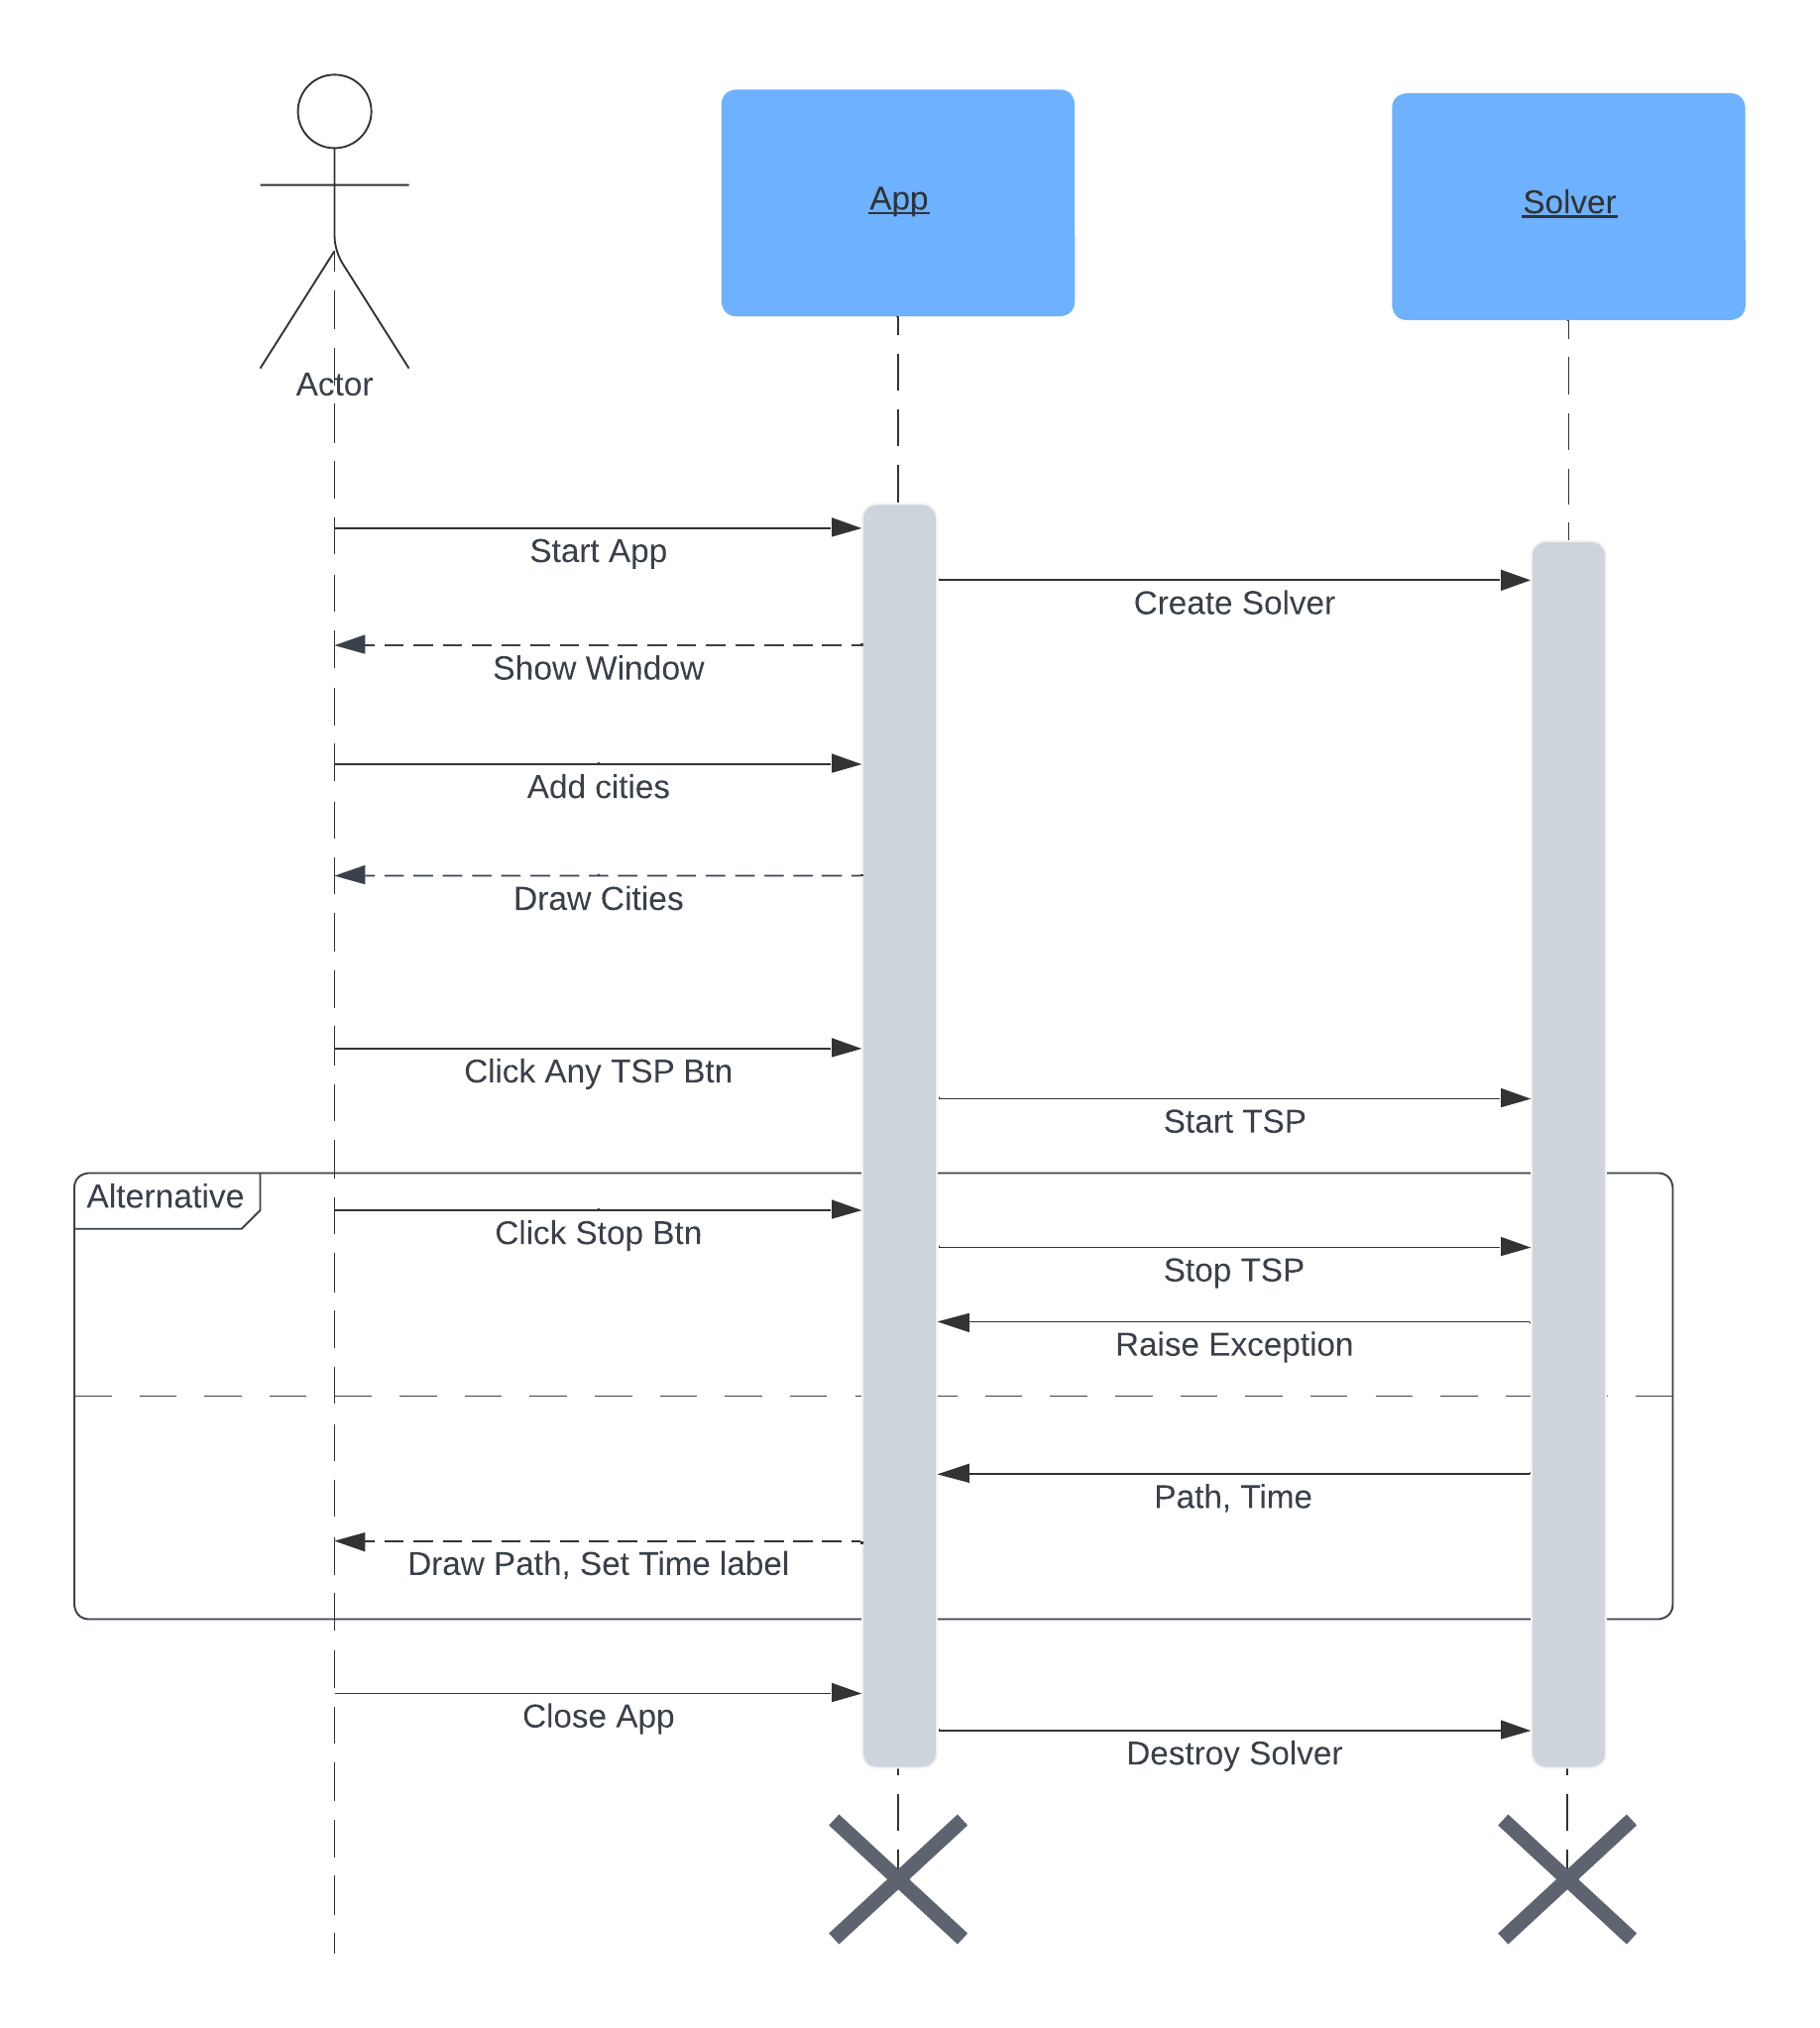 App
Solver
Actor
Start App
Create Solver
Show Window
Add cities
Draw Cities
Click Any TSP Btn
Start TSP
Alternative
Click Stop Btn
Stop TSP
Raise Exception
Path, Time
Draw Path, Set Time label
Close App
Destroy Solver